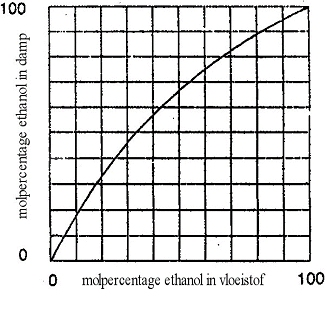 100
molpercentage ethanol in damp
0
0 molpercentage ethanol in vloeistof 100